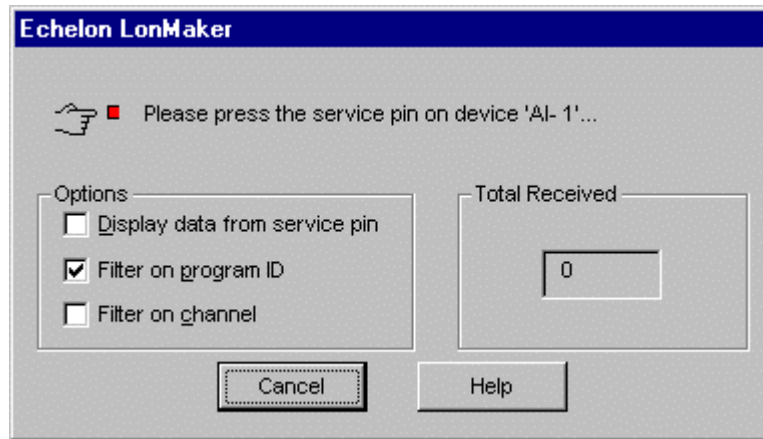 Echelon LonMaker
Please press the service pin on device 'AI- 1'...
Options
Display data from service pin
Filter on program ID
Filter on channel
Total Received
0
Cancel
Help